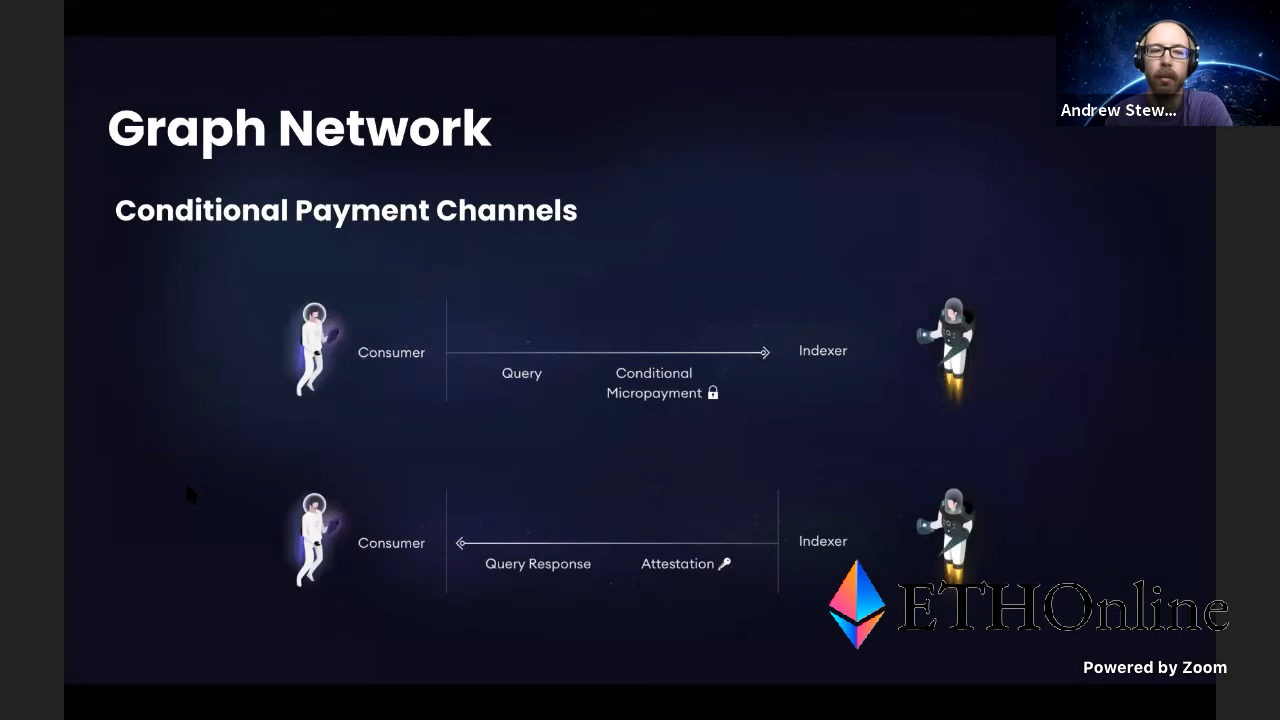 Andrew Stew...
Graph Network
Conditional Payment Channels
Consumer
Indexer
Query
Conditional
Micropayment
Consumer
Indexer
Query Response
Attestation
ETHOnline
Powered by Zoom